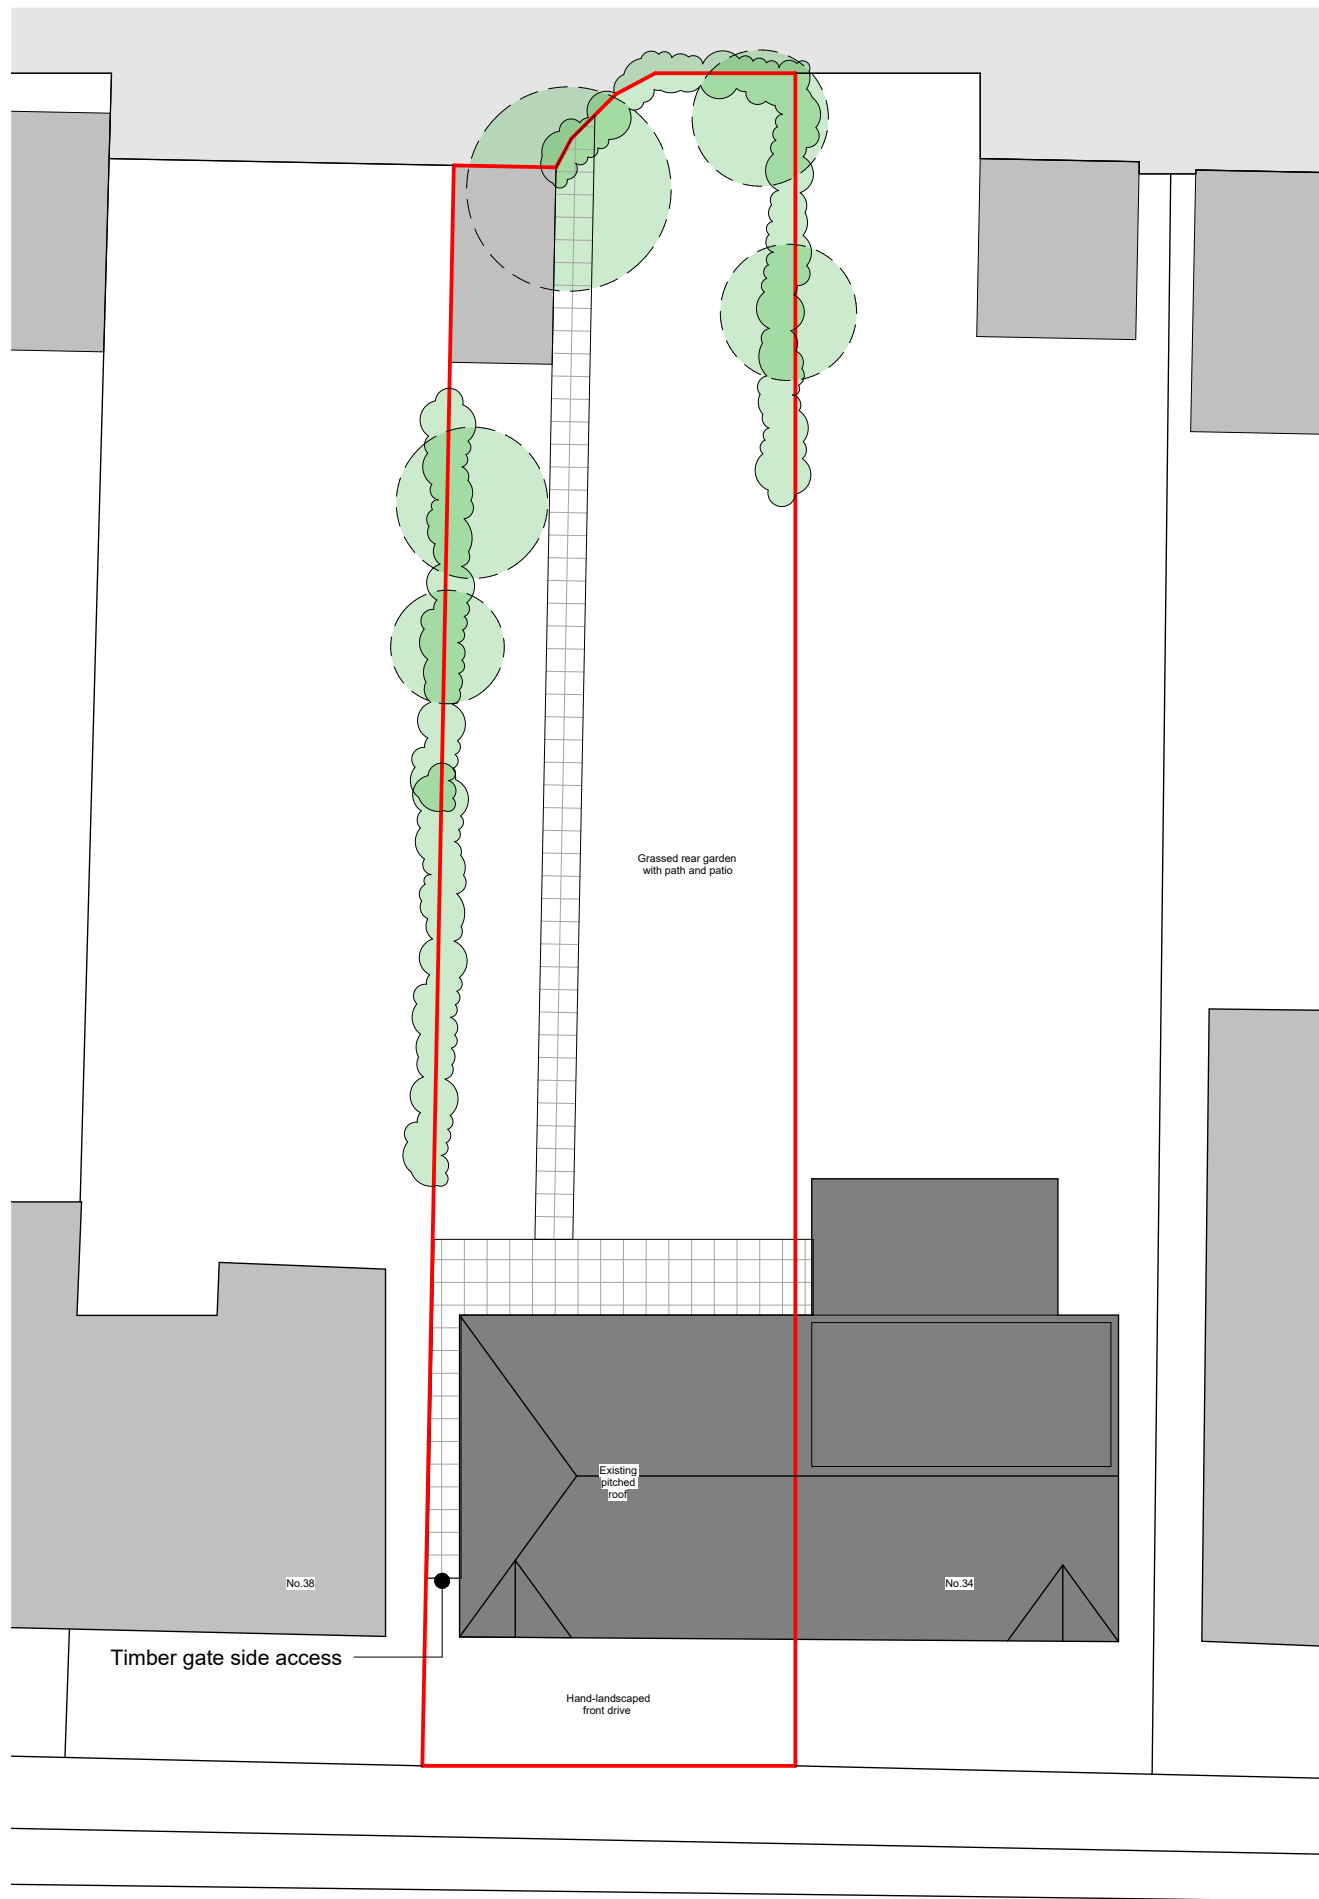 Grassed rear garden
with path and patio
Existing
pitched
roof
No.38
No.34
Timber gate side access
Hand-landscaped
front drive